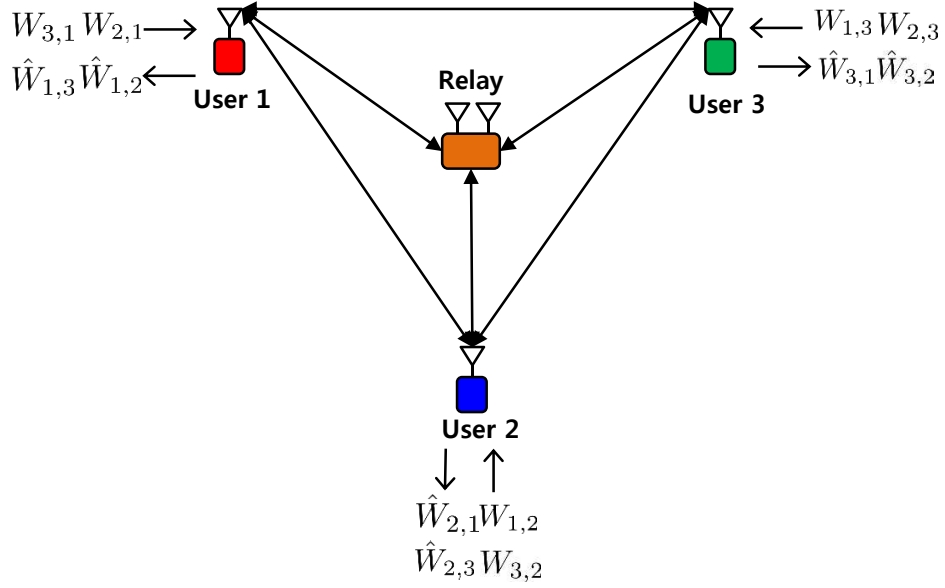 W_{3,1} W_{2,1}
Ŵ_{1,3} Ŵ_{1,2}
User 1
Relay
W_{1,3} W_{2,3}
Ŵ_{3,1} Ŵ_{3,2}
User 3
User 2
Ŵ_{2,1} W_{1,2}
Ŵ_{2,3} W_{3,2}